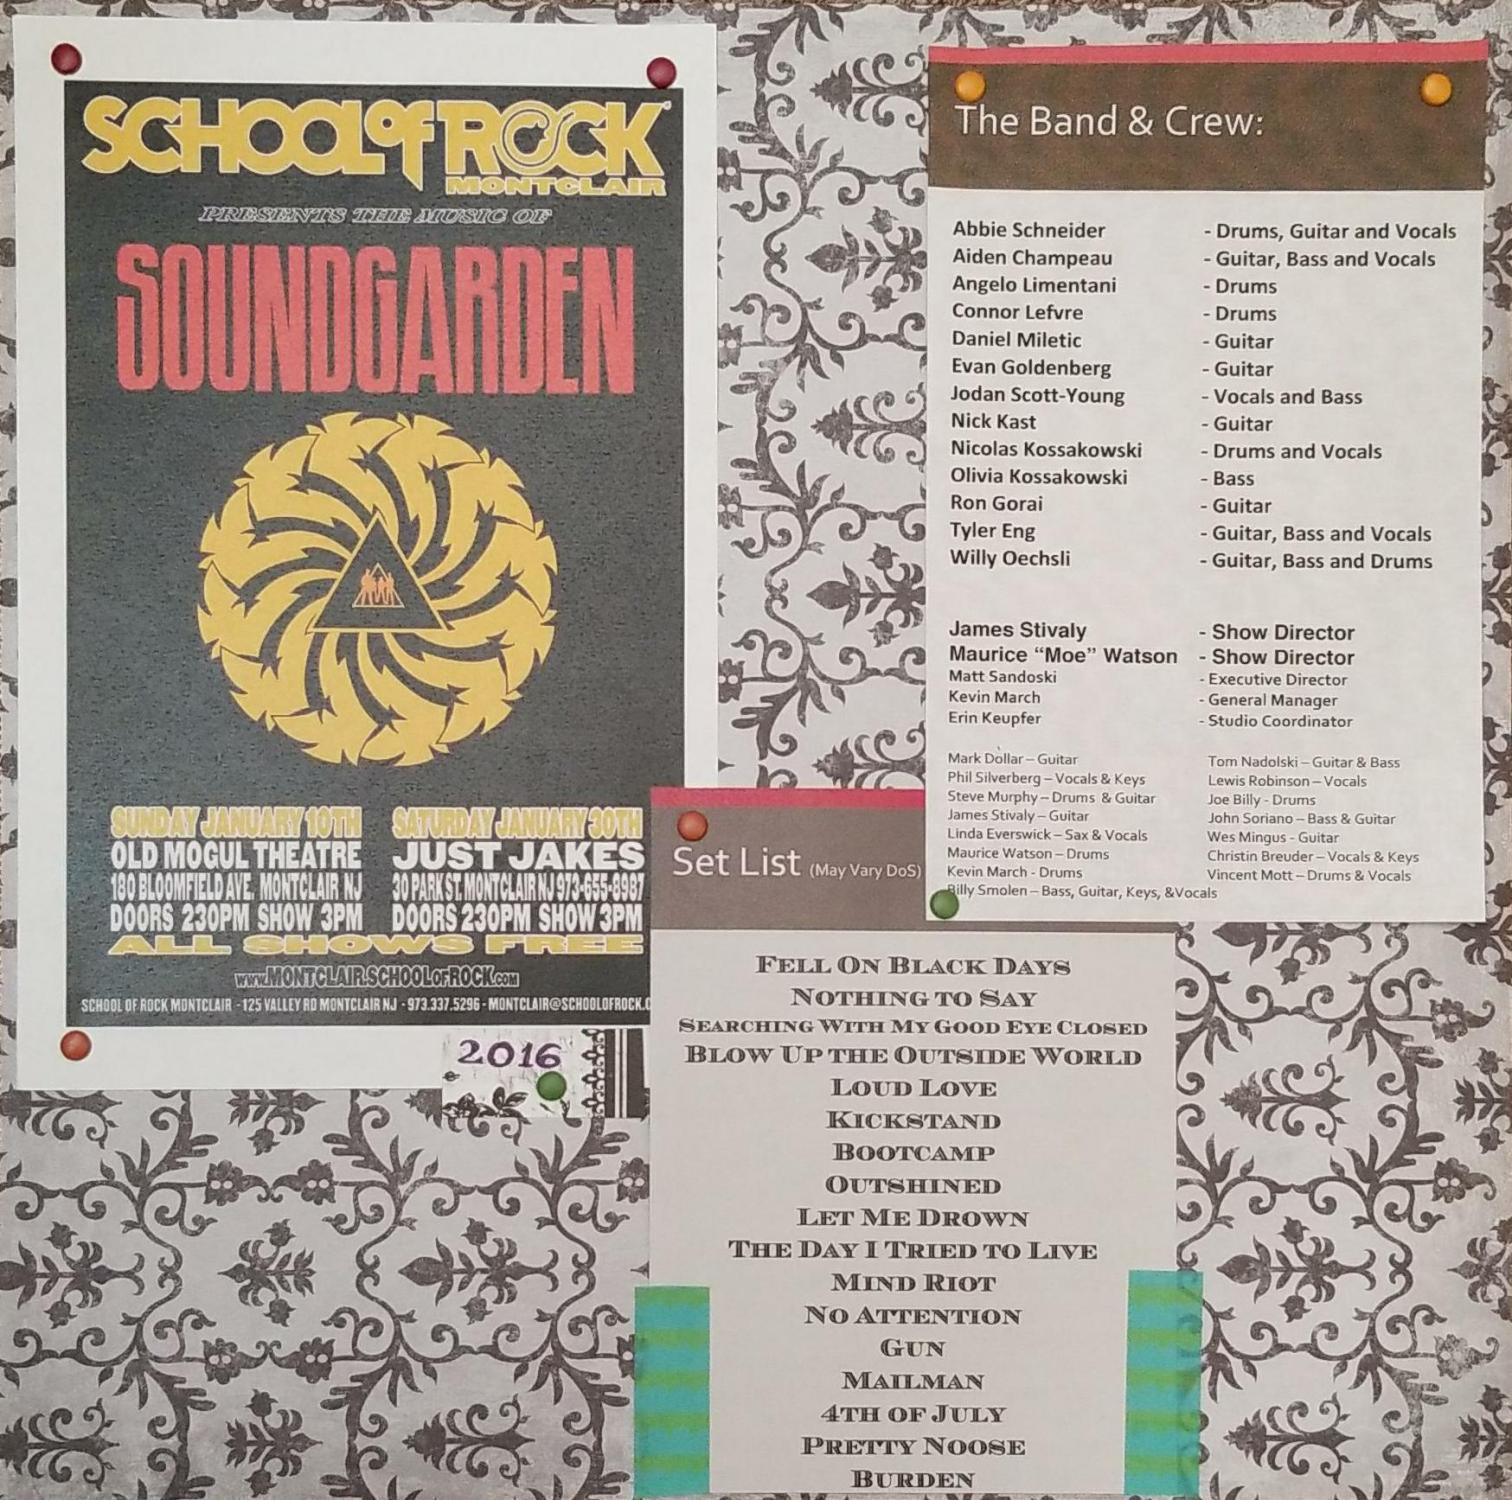 SCHOOL of ROCK
MONTCLAIR
PRESENTS THE MUSIC OF
SOUNDGARDEN
SUNDAY JANUARY 10TH
OLD MOGUL THEATRE
180 BLOOMFIELD AVE. MONTCLAIR NJ
DOORS 230PM SHOW 3PM
SATURDAY JANUARY 30TH
JUST JAKES
30 PARK ST. MONTCLAIR NJ 973-655-8987
DOORS 230PM SHOW 3PM
ALL SHOWS FREE
www.MONTCLAIR.SCHOOLofROCK.com
SCHOOL OF ROCK MONTCLAIR - 125 VALLEY RD MONTCLAIR NJ - 973.337.5296 - MONTCLAIR@SCHOOLOFROCK.C
2016
The Band & Crew:
Abbie Schneider - Drums, Guitar and Vocals
Aiden Champeau - Guitar, Bass and Vocals
Angelo Limentani - Drums
Connor Lefvre - Drums
Daniel Miletic - Guitar
Evan Goldenberg - Guitar
Jodan Scott-Young - Vocals and Bass
Nick Kast - Guitar
Nicolas Kossakowski - Drums and Vocals
Olivia Kossakowski - Bass
Ron Gorai - Guitar
Tyler Eng - Guitar, Bass and Vocals
Willy Oechsli - Guitar, Bass and Drums
James Stivaly - Show Director
Maurice “Moe” Watson - Show Director
Matt Sandoski - Executive Director
Kevin March - General Manager
Erin Keupfer - Studio Coordinator
Mark Dollar – Guitar
Phil Silverberg – Vocals & Keys
Steve Murphy – Drums & Guitar
James Stivaly – Guitar
Linda Everswick – Sax & Vocals
Maurice Watson – Drums
Kevin March - Drums
Billy Smolen – Bass, Guitar, Keys, &Vocals
Tom Nadolski – Guitar & Bass
Lewis Robinson – Vocals
Joe Billy - Drums
John Soriano – Bass & Guitar
Wes Mingus - Guitar
Christin Breuder – Vocals & Keys
Vincent Mott – Drums & Vocals
Set List (May Vary DoS)
FELL ON BLACK DAYS
NOTHING TO SAY
SEARCHING WITH MY GOOD EYE CLOSED
BLOW UP THE OUTSIDE WORLD
LOUD LOVE
KICKSTAND
BOOTCAMP
OUTSHINED
LET ME DROWN
THE DAY I TRIED TO LIVE
MIND RIOT
NO ATTENTION
GUN
MAILMAN
4TH OF JULY
PRETTY NOOSE
BURDEN